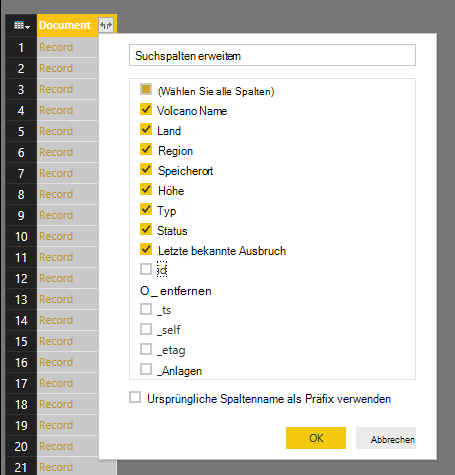 Document
1 Record
2 Record
3 Record
4 Record
5 Record
6 Record
7 Record
8 Record
9 Record
10 Record
11 Record
12 Record
13 Record
14 Record
15 Record
16 Record
17 Record
18 Record
19 Record
20 Record
21 Record
Suchspalten erweitern
(Wählen Sie alle Spalten)
Volcano Name
Land
Region
Speicherort
Höhe
Typ
Status
Letzte bekannte Ausbruch
id
O _ entfernen
_ts
_self
_etag
_Anlagen
Ursprüngliche Spaltenname als Präfix verwenden
OK
Abbrechen